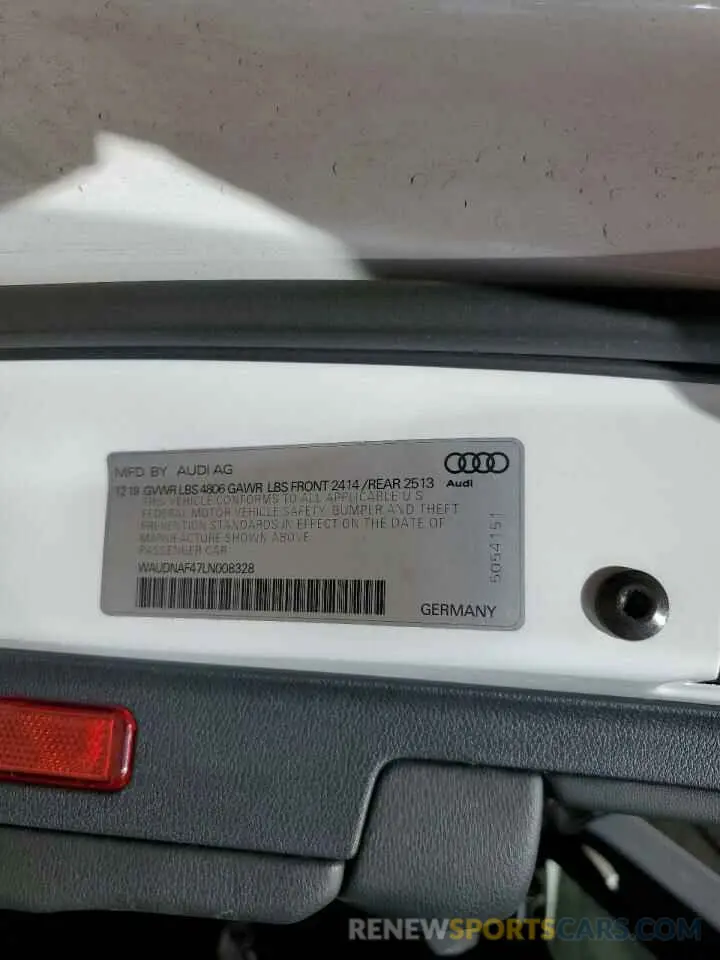 MFD BY AUDI AG
12 19 GVWR LBS 4806 GAWR LBS FRONT 2414 /REAR 2513
Audi
THIS VEHICLE CONFORMS TO ALL APPLICABLE U S
FEDERAL MOTOR VEHICLE SAFETY, BUMPER AND THEFT
PREVENTION STANDARDS IN EFFECT ON THE DATE OF
MANUFACTURE SHOWN ABOVE
PASSENGER CAR
WAUDNAF47LN008328
5054151
GERMANY
RENEWSPORTSCARS.COM